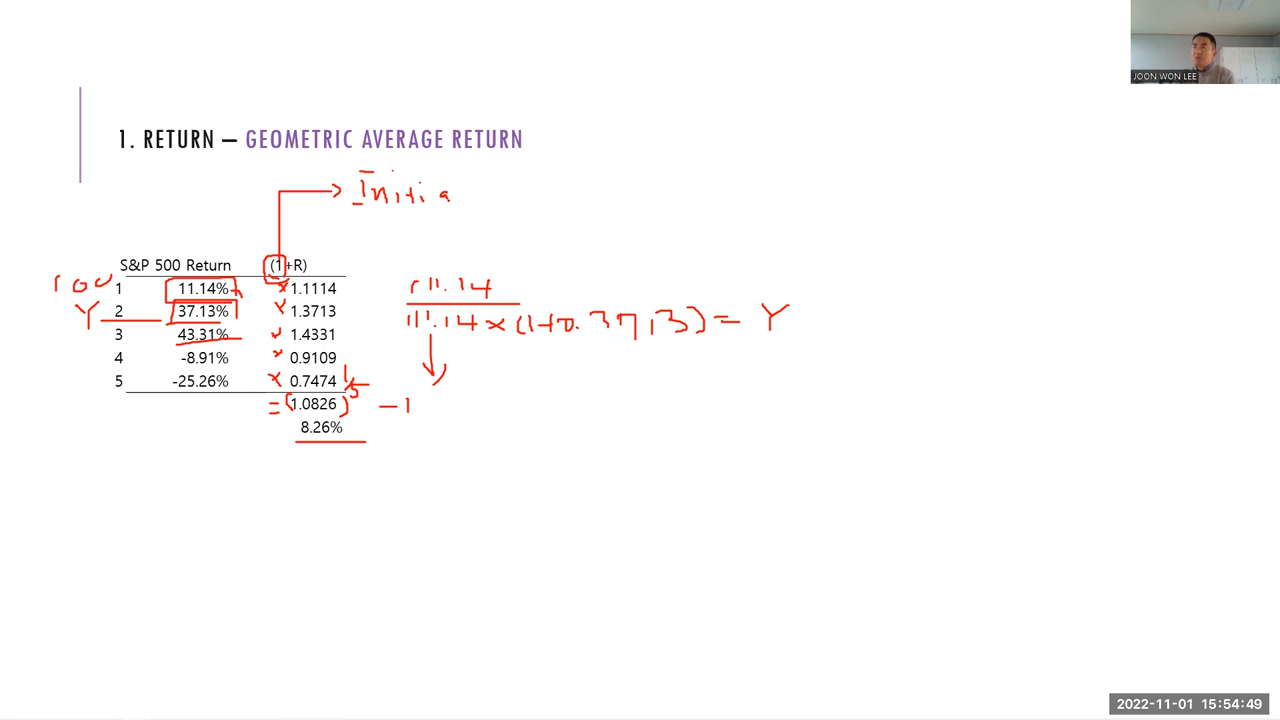 JOON WON LEE
1. RETURN – GEOMETRIC AVERAGE RETURN
Initia
S&P 500 Return (1+R)
100 1 11.14% × 1.1114
Y 2 37.13% × 1.3713
3 43.31% × 1.4331
4 -8.91% × 0.9109
5 -25.26% × 0.7474
= (1.0826)^1/5 - 1
8.26%
111.14
111.14 × (1+0.3713) = Y
2022-11-01 15:54:49